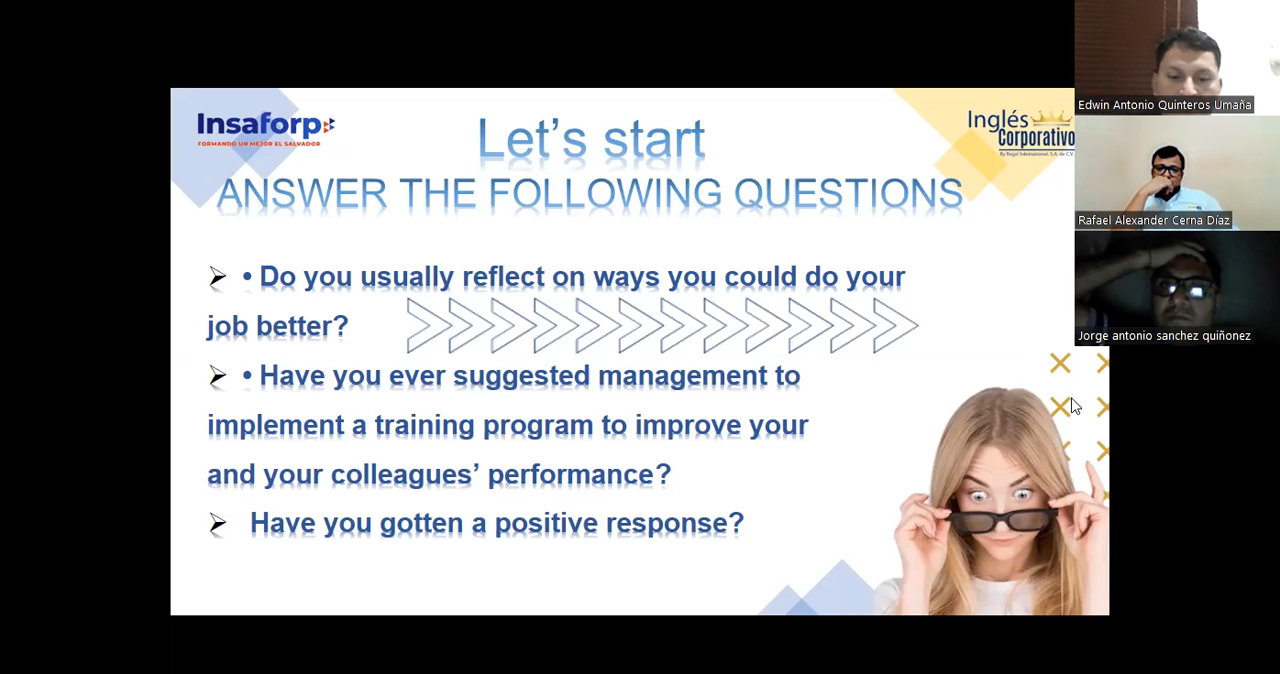 Insaforp
FORMANDO UN MEJOR EL SALVADOR
Let's start
ANSWER THE FOLLOWING QUESTIONS
Inglés
Corporativo
By Regal International, S.A. de C.V.
• Do you usually reflect on ways you could do your
job better?
• Have you ever suggested management to
implement a training program to improve your
and your colleagues' performance?
Have you gotten a positive response?
Edwin Antonio Quinteros Umaña
Rafael Alexander Cerna Díaz
Jorge antonio sanchez quiñonez